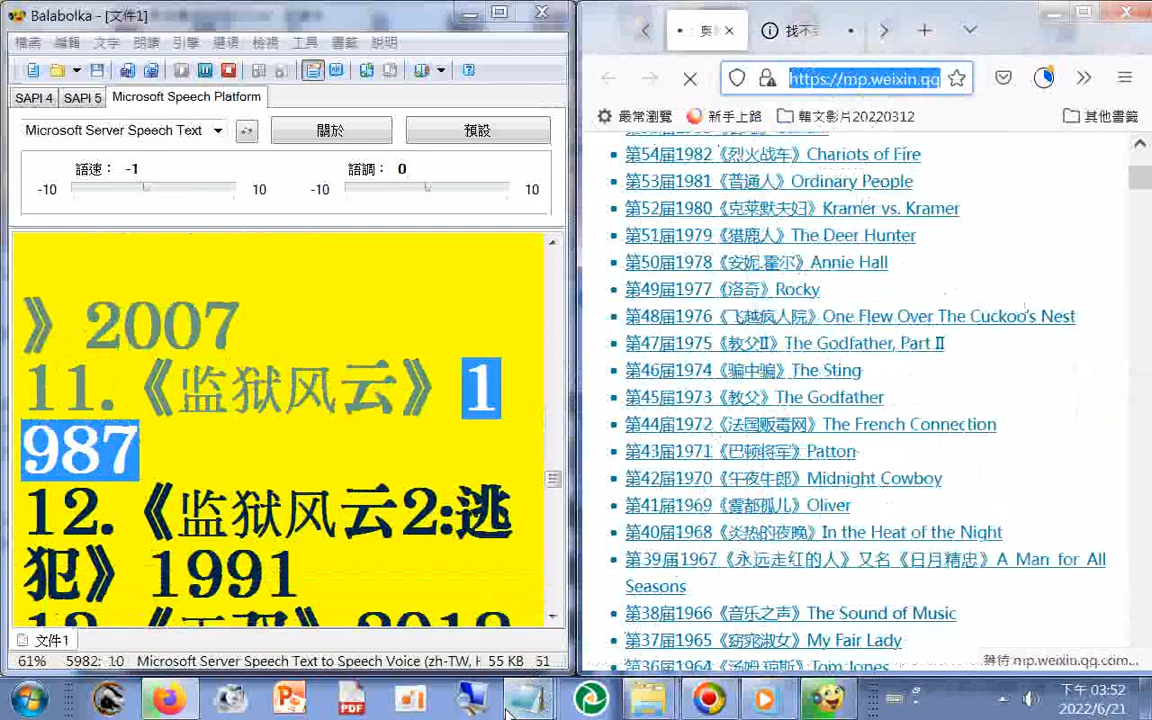 Balabolka - [文件1]
檔案 編輯 文字 朗讀 引擎 選項 檢視 工具 書籤 說明
SAPI 4 SAPI 5 Microsoft Speech Platform
Microsoft Server Speech Text
關於
預設
語速： -1
語調： 0
-10 10 -10 10
》2007
11.《监狱风云》1
987
12.《监狱风云2:逃
犯》1991
文件1
61% 5982: 10 Microsoft Server Speech Text to Speech Voice (zh-TW, H 55 KB 51
https://mp.weixin.qq
最常瀏覽 新手上路 韓文影片20220312 其他書籤
第54届1982《烈火战车》Chariots of Fire
第53届1981《普通人》Ordinary People
第52届1980《克莱默夫妇》Kramer vs. Kramer
第51届1979《猎鹿人》The Deer Hunter
第50届1978《安妮.霍尔》Annie Hall
第49届1977《洛奇》Rocky
第48届1976《飞越疯人院》One Flew Over The Cuckoo's Nest
第47届1975《教父II》The Godfather, Part II
第46届1974《骗中骗》The Sting
第45届1973《教父》The Godfather
第44届1972《法国贩毒网》The French Connection
第43届1971《巴顿将军》Patton
第42届1970《午夜牛郎》Midnight Cowboy
第41届1969《雾都孤儿》Oliver
第40届1968《炎热的夜晚》In the Heat of the Night
第39届1967《永远走红的人》又名《日月精忠》A Man for All
Seasons
第38届1966《音乐之声》The Sound of Music
第37届1965《窈窕淑女》My Fair Lady
第36届1964《汤姆.琼斯》Tom Jones
等待 mp.weixin.qq.com...
PDF
下午 03:52
2022/6/21